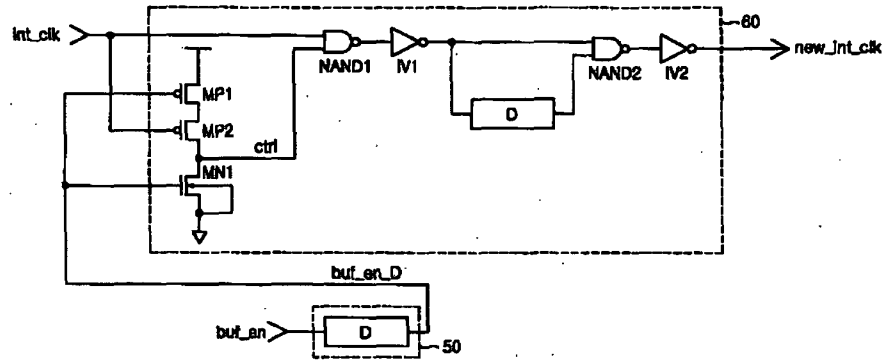 int_clk
60
NAND1
IV1
NAND2
IV2
new_int_clk
MP1
D
MP2
ctrl
MN1
buf_en_D
buf_en
D
50